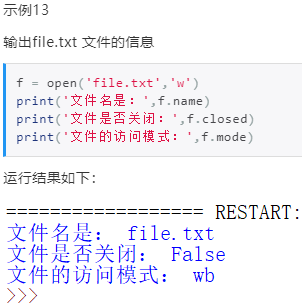 示例13
输出file.txt 文件的信息
f = open('file.txt','w')
print('文件名是：',f.name)
print('文件是否关闭：',f.closed)
print('文件的访问模式：',f.mode)
运行结果如下：
================== RESTART:
文件名是： file.txt
文件是否关闭： False
文件的访问模式： wb
>>>